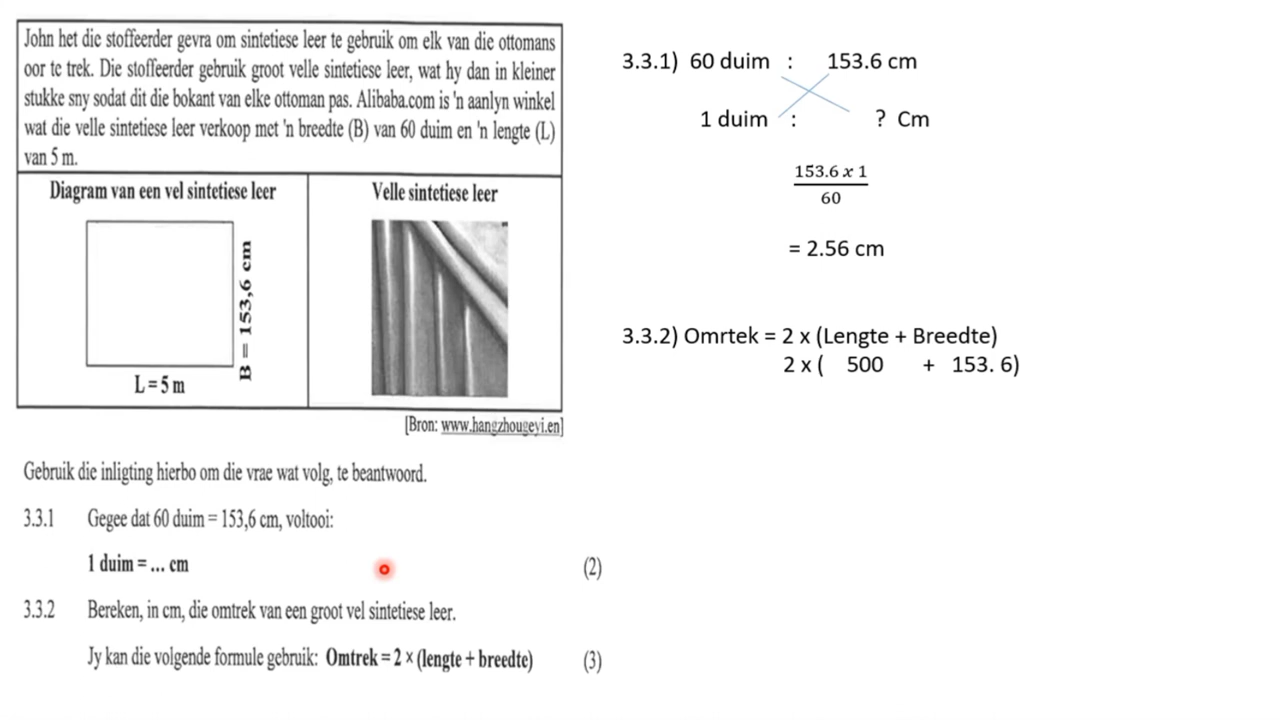 John het die stoffeerder gevra om sintetiese leer te gebruik om elk van die ottomans
oor te trek. Die stoffeerder gebruik groot velle sintetiese leer, wat hy dan in kleiner
stukke sny sodat dit die bokant van elke ottoman pas. Alibaba.com is 'n aanlyn winkel
wat die velle sintetiese leer verkoop met 'n breedte (B) van 60 duim en 'n lengte (L)
van 5 m.
Diagram van een vel sintetiese leer
Velle sintetiese leer
B = 153,6 cm
L = 5 m
[Bron: www.hangzhougeyi.en]
Gebruik die inligting hierbo om die vrae wat volg, te beantwoord.
3.3.1 Gegee dat 60 duim = 153,6 cm, voltooi:
1 duim = ... cm (2)
3.3.2 Bereken, in cm, die omtrek van een groot vel sintetiese leer.
Jy kan die volgende formule gebruik: Omtrek = 2 × (lengte + breedte) (3)
3.3.1) 60 duim : 153.6 cm
1 duim : ? Cm
153.6 x 1
60
= 2.56 cm
3.3.2) Omrtek = 2 x (Lengte + Breedte)
2 x ( 500 + 153. 6)